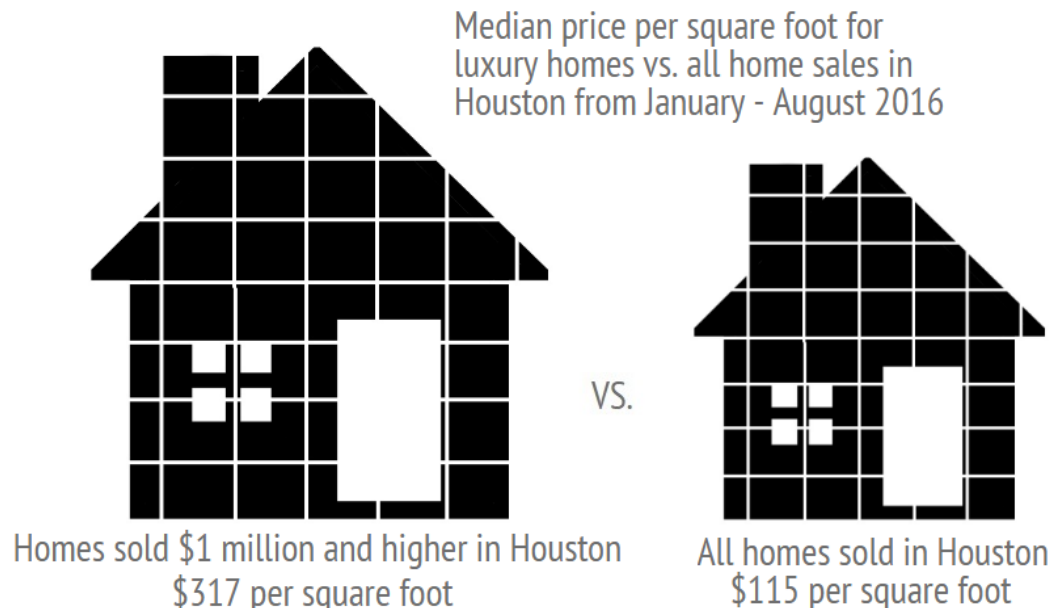 Median price per square foot for
luxury homes vs. all home sales in
Houston from January - August 2016
VS.
Homes sold $1 million and higher in Houston
$317 per square foot
All homes sold in Houston
$115 per square foot